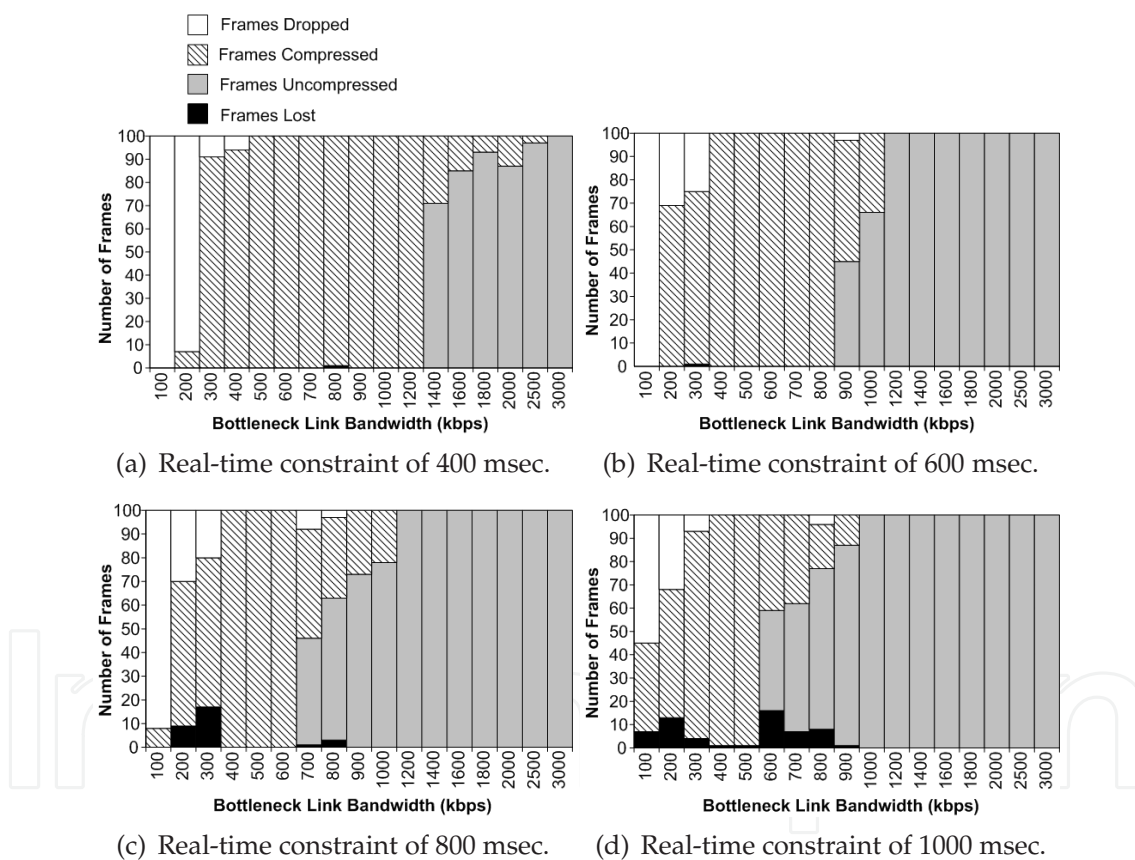 Frames Dropped
Frames Compressed
Frames Uncompressed
Frames Lost
Number of Frames
100
90
80
70
60
50
40
30
20
10
0
100 200 300 400 500 600 700 800 900 1000 1200 1400 1600 1800 2000 2500 3000
Bottleneck Link Bandwidth (kbps)
(a) Real-time constraint of 400 msec.
Number of Frames
100
90
80
70
60
50
40
30
20
10
0
100 200 300 400 500 600 700 800 900 1000 1200 1400 1600 1800 2000 2500 3000
Bottleneck Link Bandwidth (kbps)
(b) Real-time constraint of 600 msec.
Number of Frames
100
90
80
70
60
50
40
30
20
10
0
100 200 300 400 500 600 700 800 900 1000 1200 1400 1600 1800 2000 2500 3000
Bottleneck Link Bandwidth (kbps)
(c) Real-time constraint of 800 msec.
Number of Frames
100
90
80
70
60
50
40
30
20
10
0
100 200 300 400 500 600 700 800 900 1000 1200 1400 1600 1800 2000 2500 3000
Bottleneck Link Bandwidth (kbps)
(d) Real-time constraint of 1000 msec.